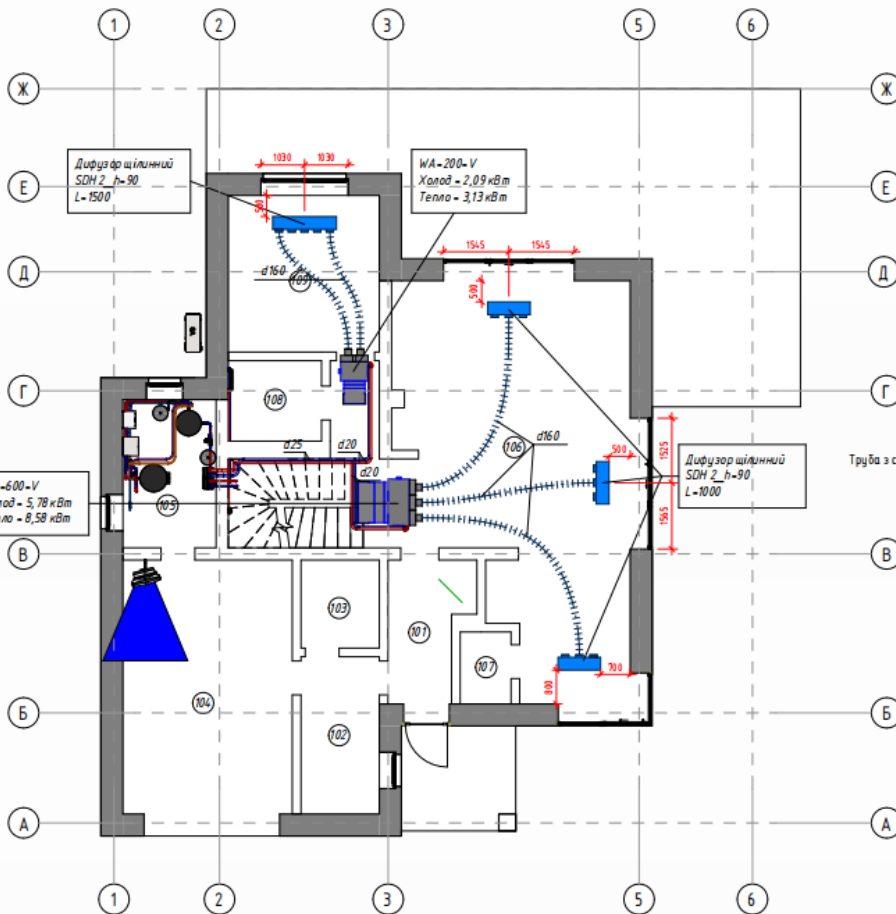 1
2
3
5
6
Ж
Ж
Дифузор щілинний
SDH 2_h=90
L=1500
1030
1030
WA-200-V
Холод - 2,09 кВт
Тепло - 3,13 кВт
Е
Е
500
1545
1545
Д
Д
d160
109
500
Г
Г
108
1525
d25
d20
106
d160
500
Дифузор щілинний
SDH 2_h=90
L=1000
Труба з
d20
=600-V
од - 5,78 кВт
ло - 8,58 кВт
105
1565
В
В
103
101
107
700
800
104
Б
Б
102
А
А
1
2
3
5
6